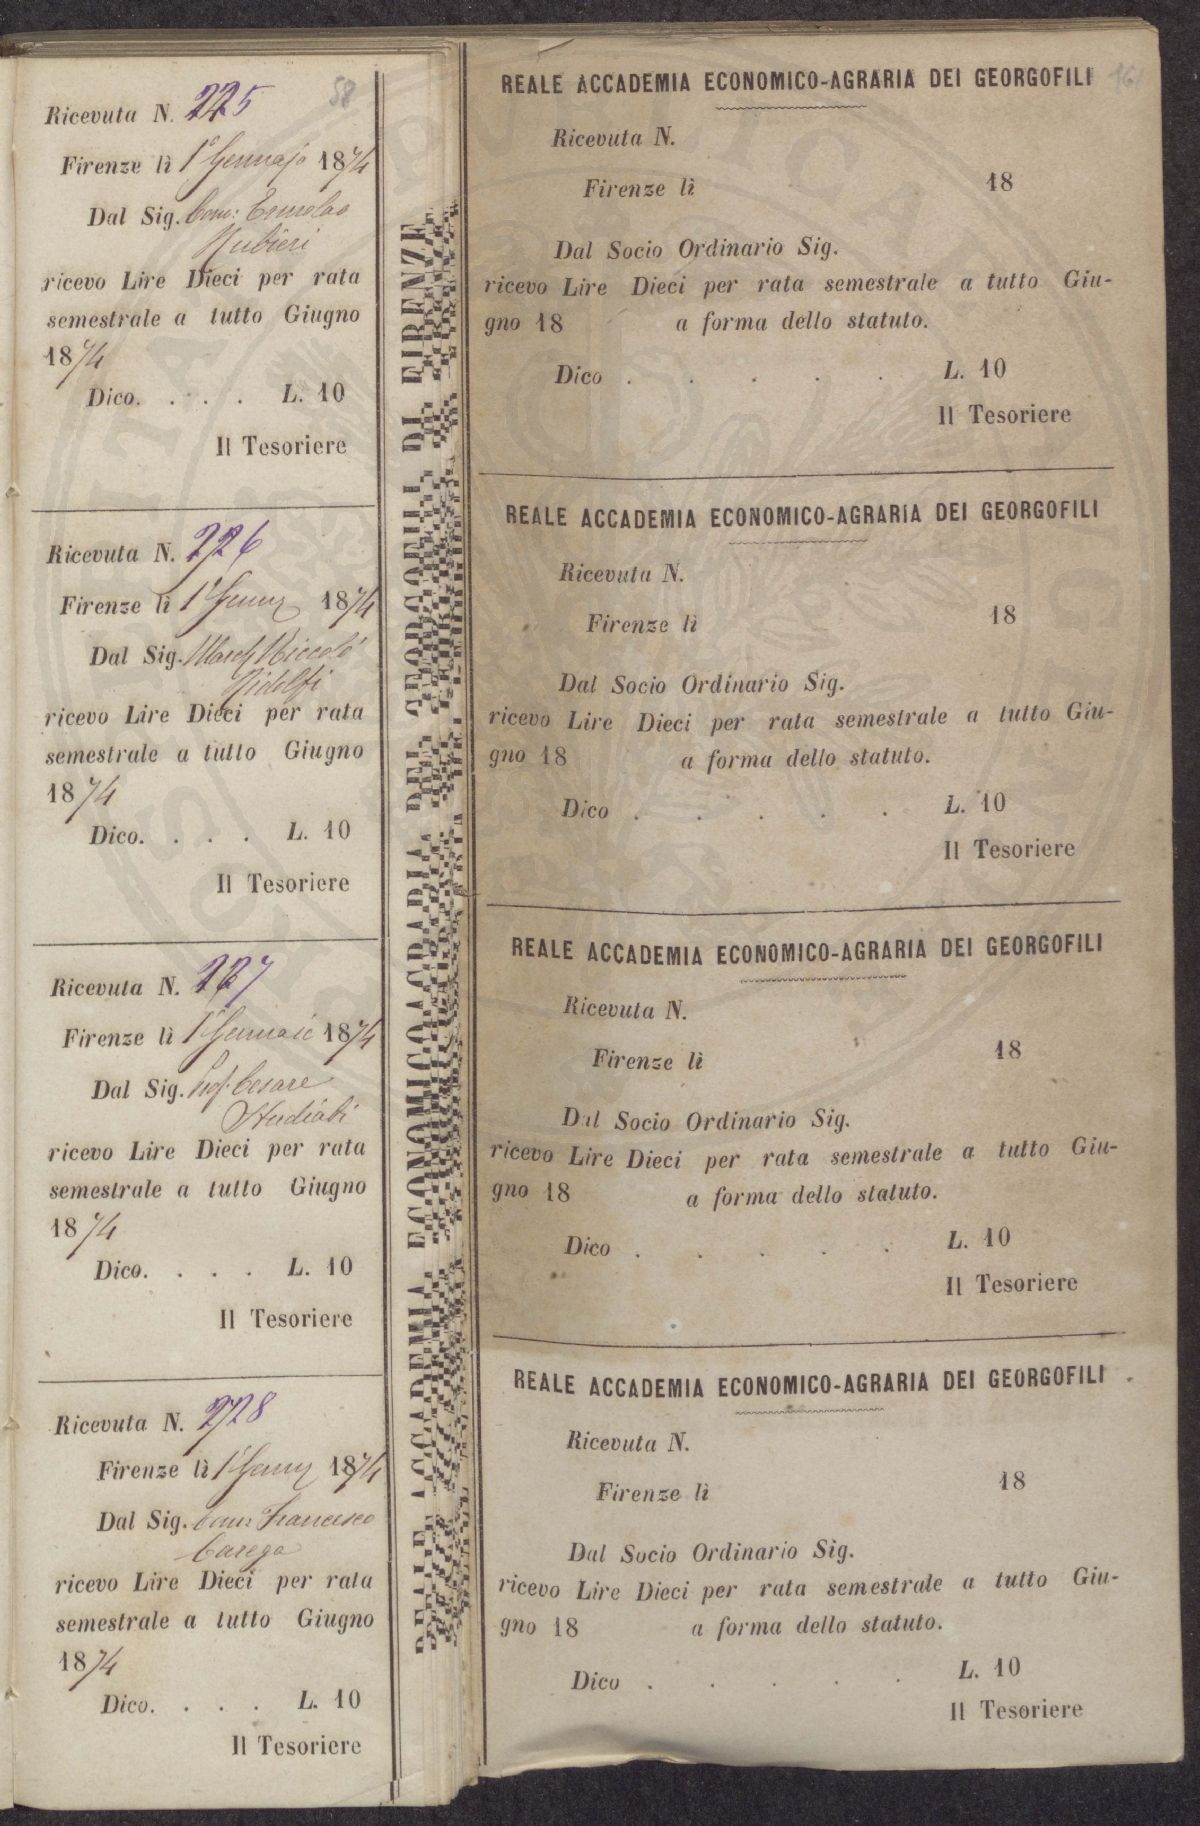 58
Ricevuta N. 225
Firenze lì 1° Gennajo 1874
Dal Sig. Com: Ermolao
Rubieri
ricevo Lire Dieci per rata
semestrale a tutto Giugno
1874
Dico. . . . L. 10
Il Tesoriere
Ricevuta N. 226
Firenze lì 1° Genn 1874
Dal Sig. March Niccolò
Ridolfi
ricevo Lire Dieci per rata
semestrale a tutto Giugno
1874
Dico. . . . L. 10
Il Tesoriere
Ricevuta N. 227
Firenze lì 1° Gennaio 1874
Dal Sig. Prof. Cesare
Studiati
ricevo Lire Dieci per rata
semestrale a tutto Giugno
1874
Dico. . . . L. 10
Il Tesoriere
Ricevuta N. 228
Firenze lì 1° Genn 1874
Dal Sig. Com: Francesco
Carega
ricevo Lire Dieci per rata
semestrale a tutto Giugno
1874
Dico. . . . L. 10
Il Tesoriere
REALE ACCADEMIA ECONOMICO AGRARIA DEI GEORGOFILI DI FIRENZE
REALE ACCADEMIA ECONOMICO-AGRARIA DEI GEORGOFILI
Ricevuta N.
Firenze lì 18
Dal Socio Ordinario Sig.
ricevo Lire Dieci per rata semestrale a tutto Giu-
gno 18 a forma dello statuto.
Dico . . . . . L. 10
Il Tesoriere
REALE ACCADEMIA ECONOMICO-AGRARIA DEI GEORGOFILI
Ricevuta N.
Firenze lì 18
Dal Socio Ordinario Sig.
ricevo Lire Dieci per rata semestrale a tutto Giu-
gno 18 a forma dello statuto.
Dico . . . . . L. 10
Il Tesoriere
REALE ACCADEMIA ECONOMICO-AGRARIA DEI GEORGOFILI
Ricevuta N.
Firenze lì 18
Dal Socio Ordinario Sig.
ricevo Lire Dieci per rata semestrale a tutto Giu-
gno 18 a forma dello statuto.
Dico . . . . . L. 10
Il Tesoriere
REALE ACCADEMIA ECONOMICO-AGRARIA DEI GEORGOFILI
Ricevuta N.
Firenze lì 18
Dal Socio Ordinario Sig.
ricevo Lire Dieci per rata semestrale a tutto Giu-
gno 18 a forma dello statuto.
Dico . . . . . L. 10
Il Tesoriere